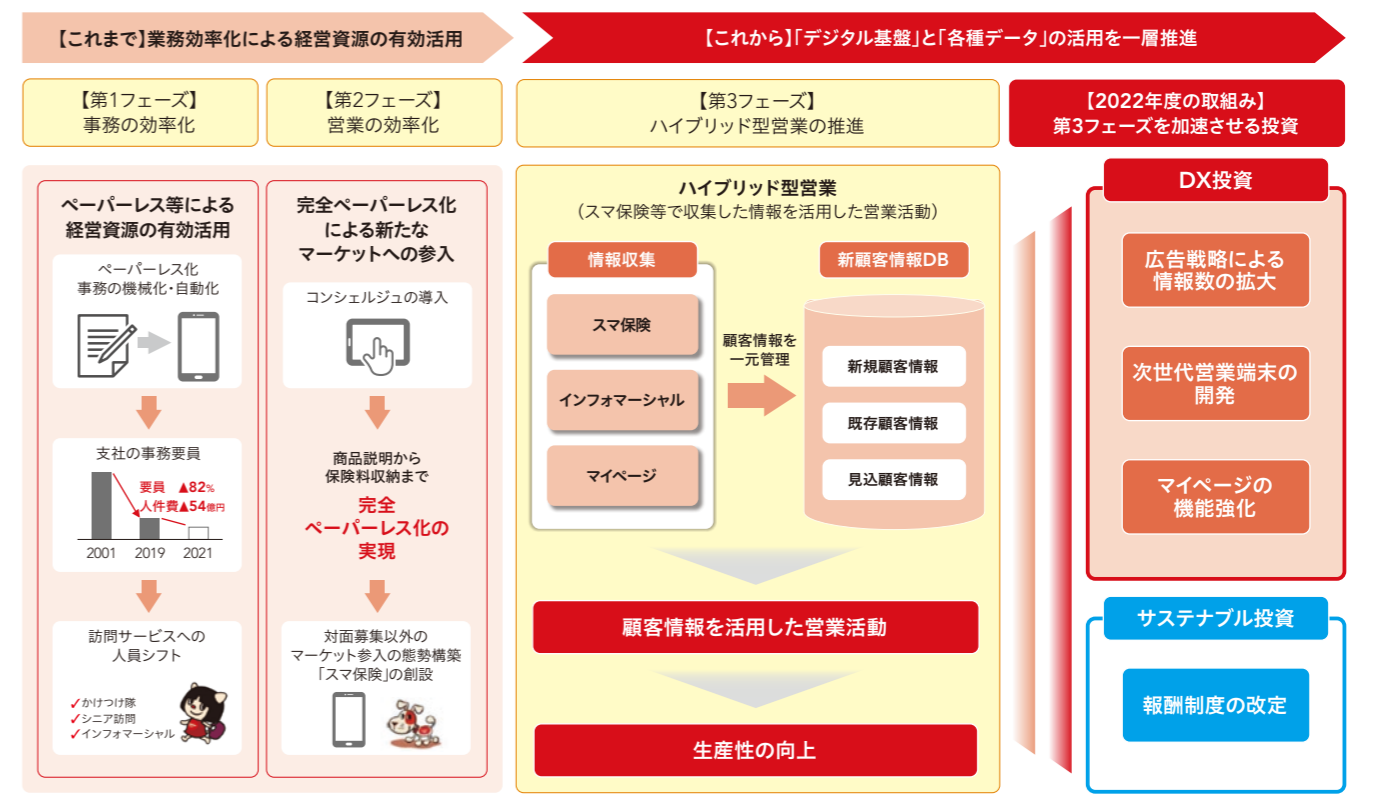 【これまで】業務効率化による経営資源の有効活用
【これから】「デジタル基盤」と「各種データ」の活用を一層推進
【第1フェーズ】
事務の効率化
【第2フェーズ】
営業の効率化
【第3フェーズ】
ハイブリッド型営業の推進
【2022年度の取組み】
第3フェーズを加速させる投資
ペーパーレス等による
経営資源の有効活用
ペーパーレス化
事務の機械化・自動化
支社の事務要員
要員 ▲82%
人件費▲54億円
2001 2019 2021
訪問サービスへの
人員シフト
✓かけつけ隊
✓シニア訪問
✓インフォマーシャル
完全ペーパーレス化
による新たな
マーケットへの参入
コンシェルジュの導入
商品説明から
保険料収納まで
完全
ペーパーレス化の
実現
対面募集以外の
マーケット参入の態勢構築
「スマ保険」の創設
ハイブリッド型営業
（スマ保険等で収集した情報を活用した営業活動）
情報収集
スマ保険
インフォマーシャル
マイページ
顧客情報を
一元管理
新顧客情報DB
新規顧客情報
既存顧客情報
見込顧客情報
顧客情報を活用した営業活動
生産性の向上
DX投資
広告戦略による
情報数の拡大
次世代営業端末の
開発
マイページの
機能強化
サステナブル投資
報酬制度の改定